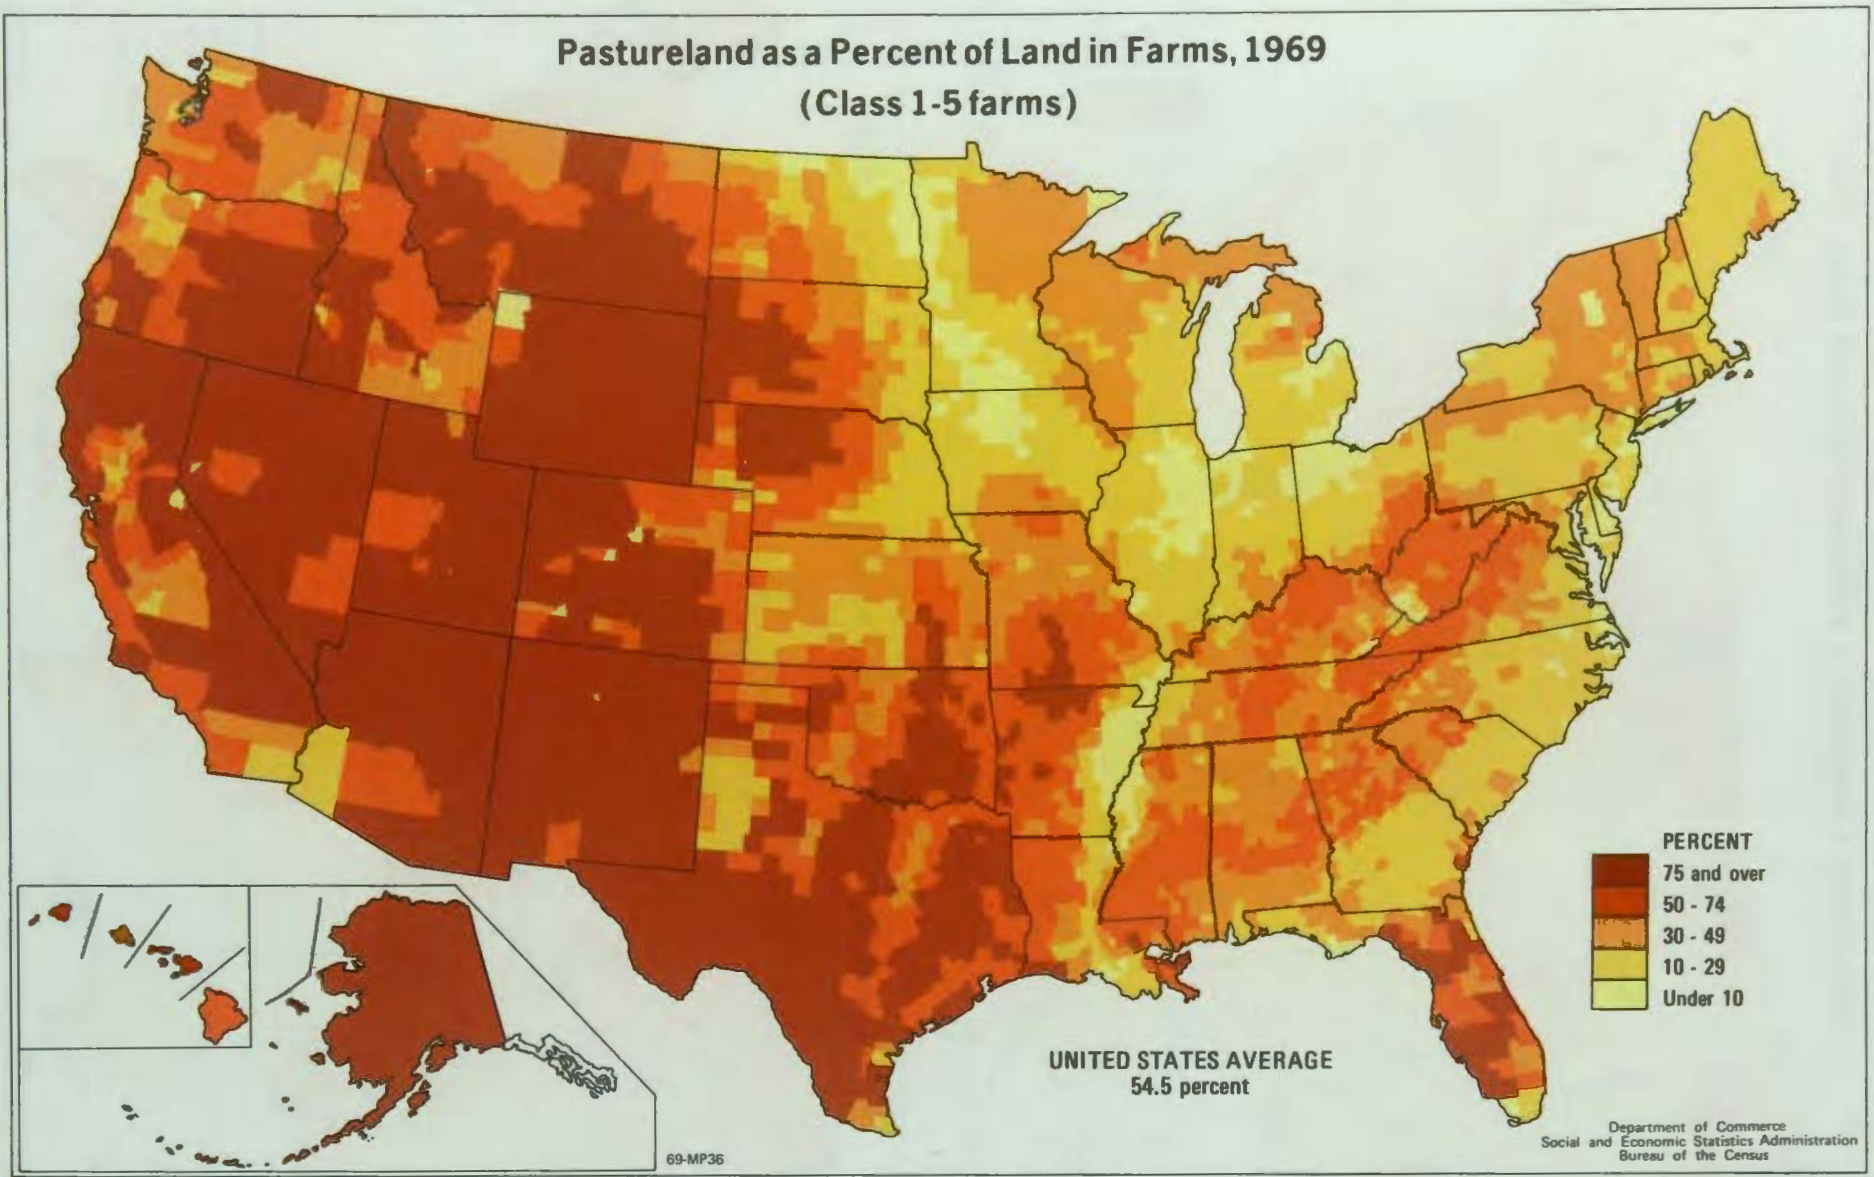 Pastureland as a Percent of Land in Farms, 1969
(Class 1-5 farms)
PERCENT
75 and over
50 - 74
30 - 49
10 - 29
Under 10
UNITED STATES AVERAGE
54.5 percent
Department of Commerce
Social and Economic Statistics Administration
Bureau of the Census
69-MP36